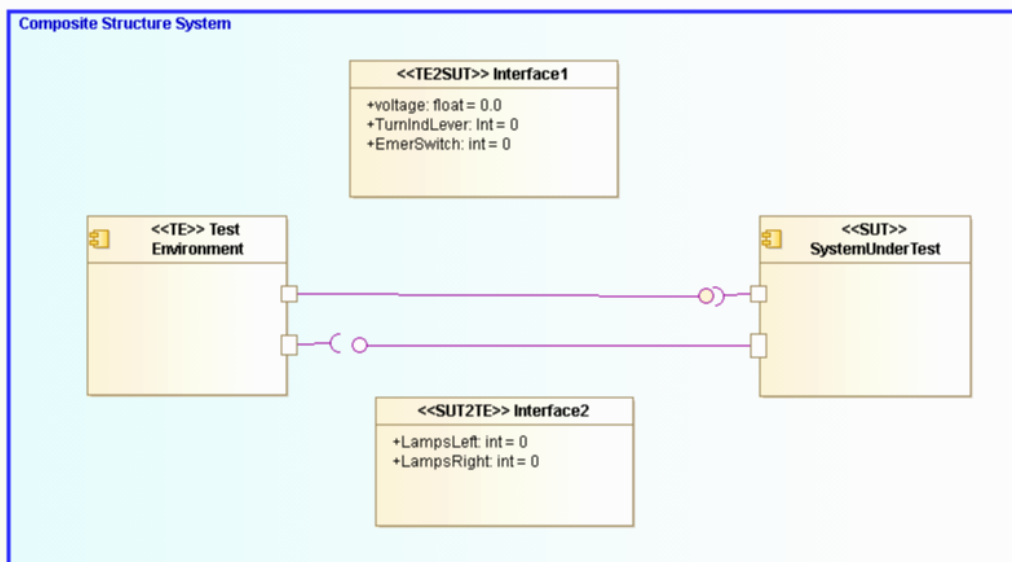 Composite Structure System
<<TE2SUT>> Interface1
+voltage: float = 0.0
+TurnIndLever: Int = 0
+EmerSwitch: int = 0
<<TE>> Test
Environment
<<SUT>>
SystemUnderTest
<<SUT2TE>> Interface2
+LampsLeft: int = 0
+LampsRight: int = 0